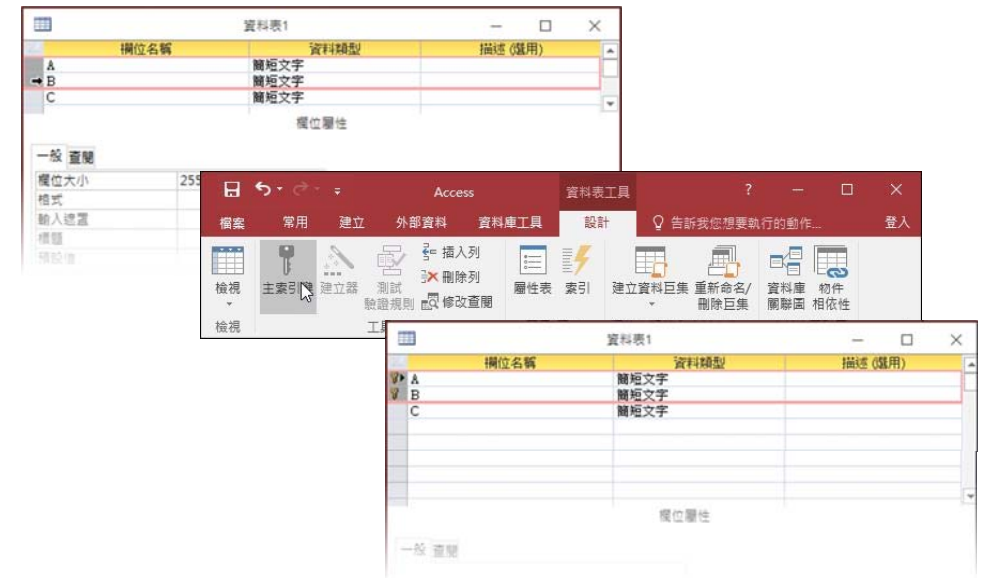 資料表1
欄位名稱 資料類型 描述 (選用)
A 簡短文字
B 簡短文字
C 簡短文字
欄位屬性
一般 查閱
欄位大小 255
格式
輸入遮罩
標題
預設值
Access 資料表工具 ?
檔案 常用 建立 外部資料 資料庫工具 設計 告訴我您想要執行的動作... 登入
檢視 主索引鍵 建立器 測試驗證規則 插入列 刪除列 修改查閱 屬性表 索引 建立資料巨集 重新命名/刪除巨集 資料庫關聯圖 物件相依性
檢視 工具
資料表1
欄位名稱 資料類型 描述 (選用)
A 簡短文字
B 簡短文字
C 簡短文字
欄位屬性
一般 查閱